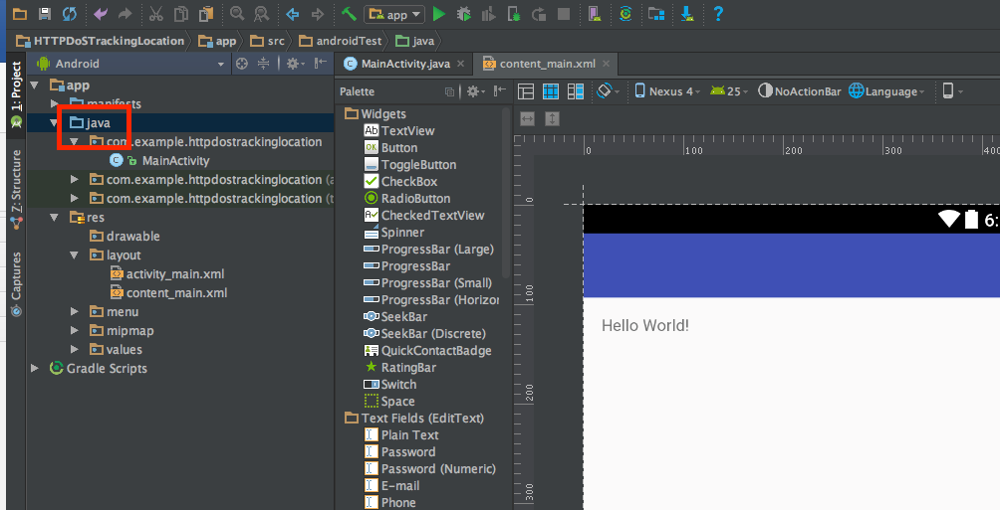 app
?
HTTPDoSTrackingLocation
app
src
androidTest
java
1: Project
Z: Structure
Captures
Android
app
manifests
java
com.example.httpdostrackinglocation
MainActivity
com.example.httpdostrackinglocation (a
com.example.httpdostrackinglocation (t
res
drawable
layout
activity_main.xml
content_main.xml
menu
mipmap
values
Gradle Scripts
MainActivity.java
content_main.xml
Palette
Nexus 4
25
NoActionBar
Language
Widgets
Ab TextView
OK Button
ToggleButton
CheckBox
RadioButton
CheckedTextView
Spinner
ProgressBar (Large)
ProgressBar
ProgressBar (Small)
ProgressBar (Horizon
SeekBar
SeekBar (Discrete)
QuickContactBadge
RatingBar
Switch
Space
Text Fields (EditText)
Plain Text
Password
Password (Numeric)
E-mail
Phone
0 100 200 300 400
0
100
200
300
6:
Hello World!